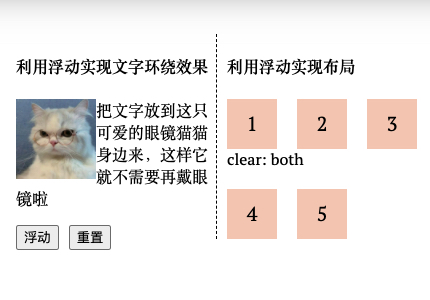 利用浮动实现文字环绕效果
把文字放到这只
可爱的眼镜猫猫
身边来，这样它
就不需要再戴眼
镜啦
浮动 重置
利用浮动实现布局
1 2 3
clear: both
4 5